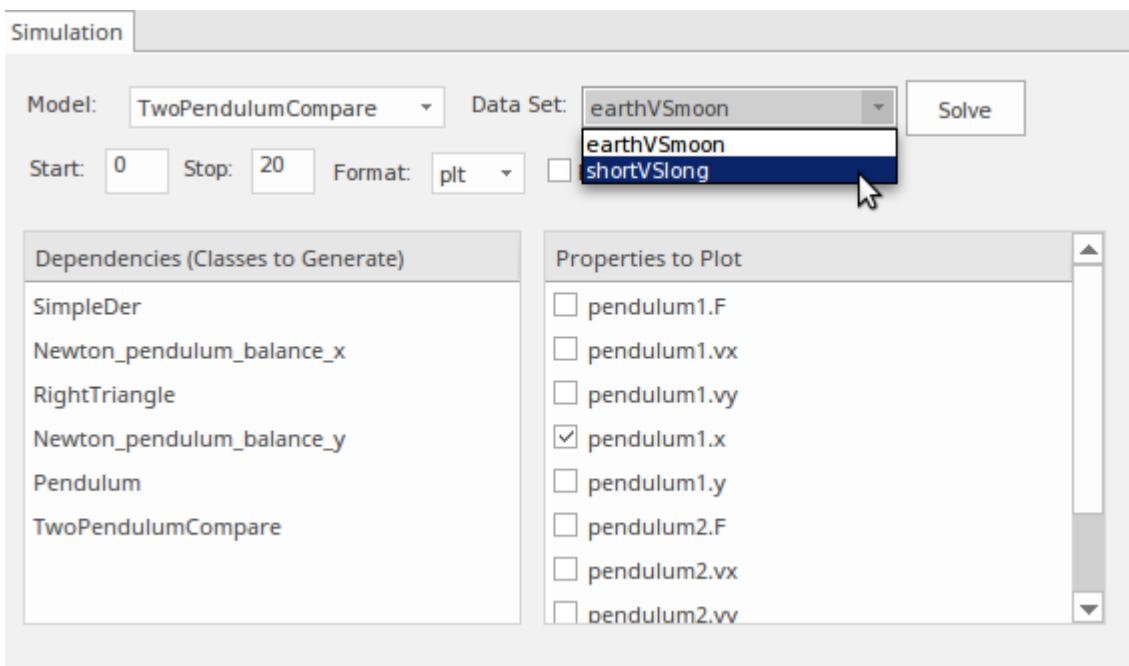 Simulation
Model: TwoPendulumCompare Data Set: earthVSmoon Solve
earthVSmoon
Start: 0 Stop: 20 Format: plt shortVSlong
Dependencies (Classes to Generate) Properties to Plot
SimpleDer pendulum1.F
Newton_pendulum_balance_x pendulum1.vx
RightTriangle pendulum1.vy
Newton_pendulum_balance_y pendulum1.x
Pendulum pendulum1.y
TwoPendulumCompare pendulum2.F
pendulum2.vx
pendulum2.vy